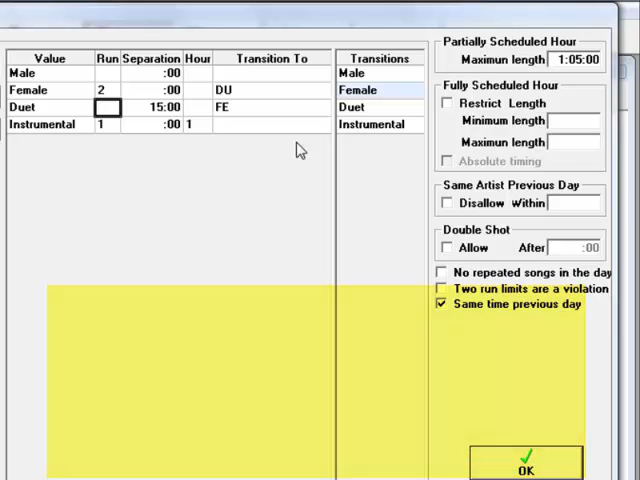 Value Run Separation Hour Transition To Transitions
Male :00 Male
Female 2 :00 DU Female
Duet 15:00 FE Duet
Instrumental 1 :00 1 Instrumental
Partially Scheduled Hour
Maximun length 1:05:00
Fully Scheduled Hour
Restrict Length
Minimum length
Maximun length
Absolute timing
Same Artist Previous Day
Disallow Within
Double Shot
Allow After :00
No repeated songs in the day
Two run limits are a violation
Same time previous day
OK